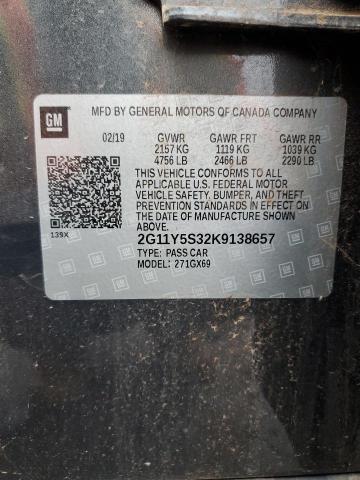 GM
MFD BY GENERAL MOTORS OF CANADA COMPANY
02/19 GVWR GAWR FRT GAWR RR
2157 KG 1119 KG 1039 KG
4756 LB 2466 LB 2290 LB
THIS VEHICLE CONFORMS TO ALL
APPLICABLE U.S. FEDERAL MOTOR
VEHICLE SAFETY, BUMPER, AND THEFT
PREVENTION STANDARDS IN EFFECT ON
THE DATE OF MANUFACTURE SHOWN
ABOVE.
139X
2G11Y5S32K9138657
TYPE: PASS CAR
MODEL: 271GX69